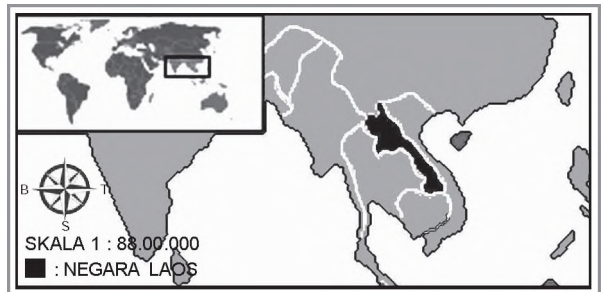 B T
S
SKALA 1 : 88.00.000
: NEGARA LAOS